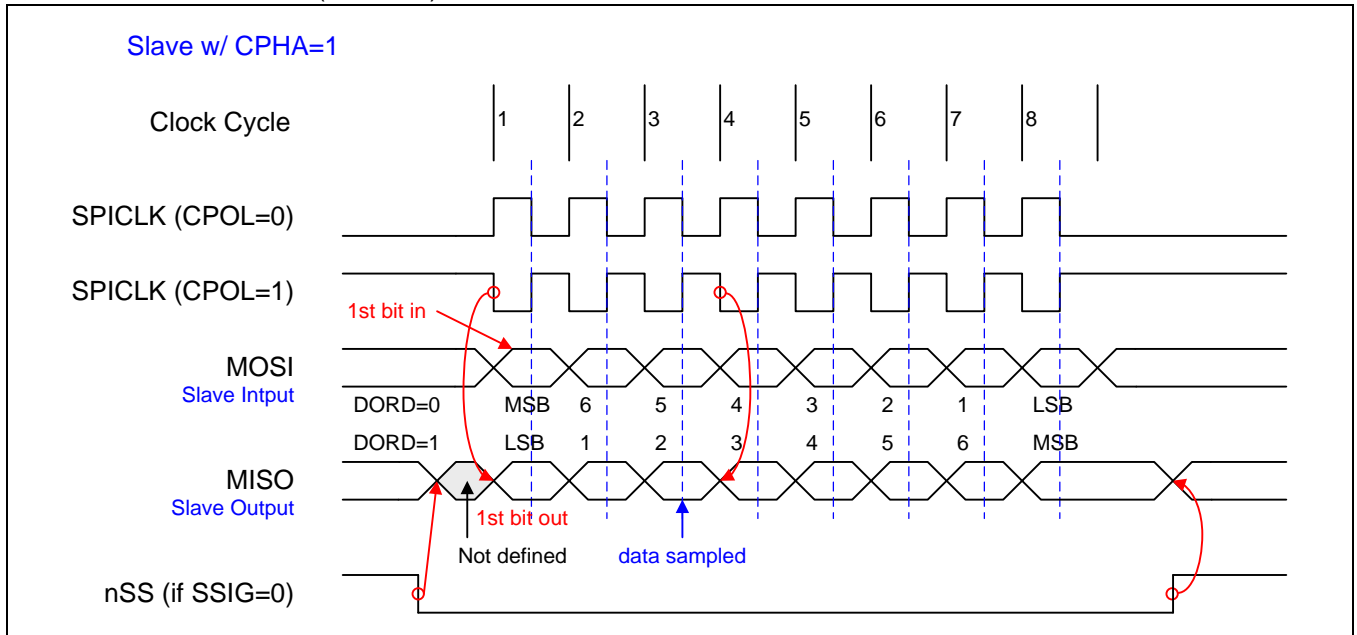 Slave w/ CPHA=1
Clock Cycle
1 2 3 4 5 6 7 8
SPICLK (CPOL=0)
SPICLK (CPOL=1)
1st bit in
MOSI
Slave Intput
DORD=0 MSB 6 5 4 3 2 1 LSB
DORD=1 LSB 1 2 3 4 5 6 MSB
MISO
Slave Output
1st bit out
Not defined
data sampled
nSS (if SSIG=0)